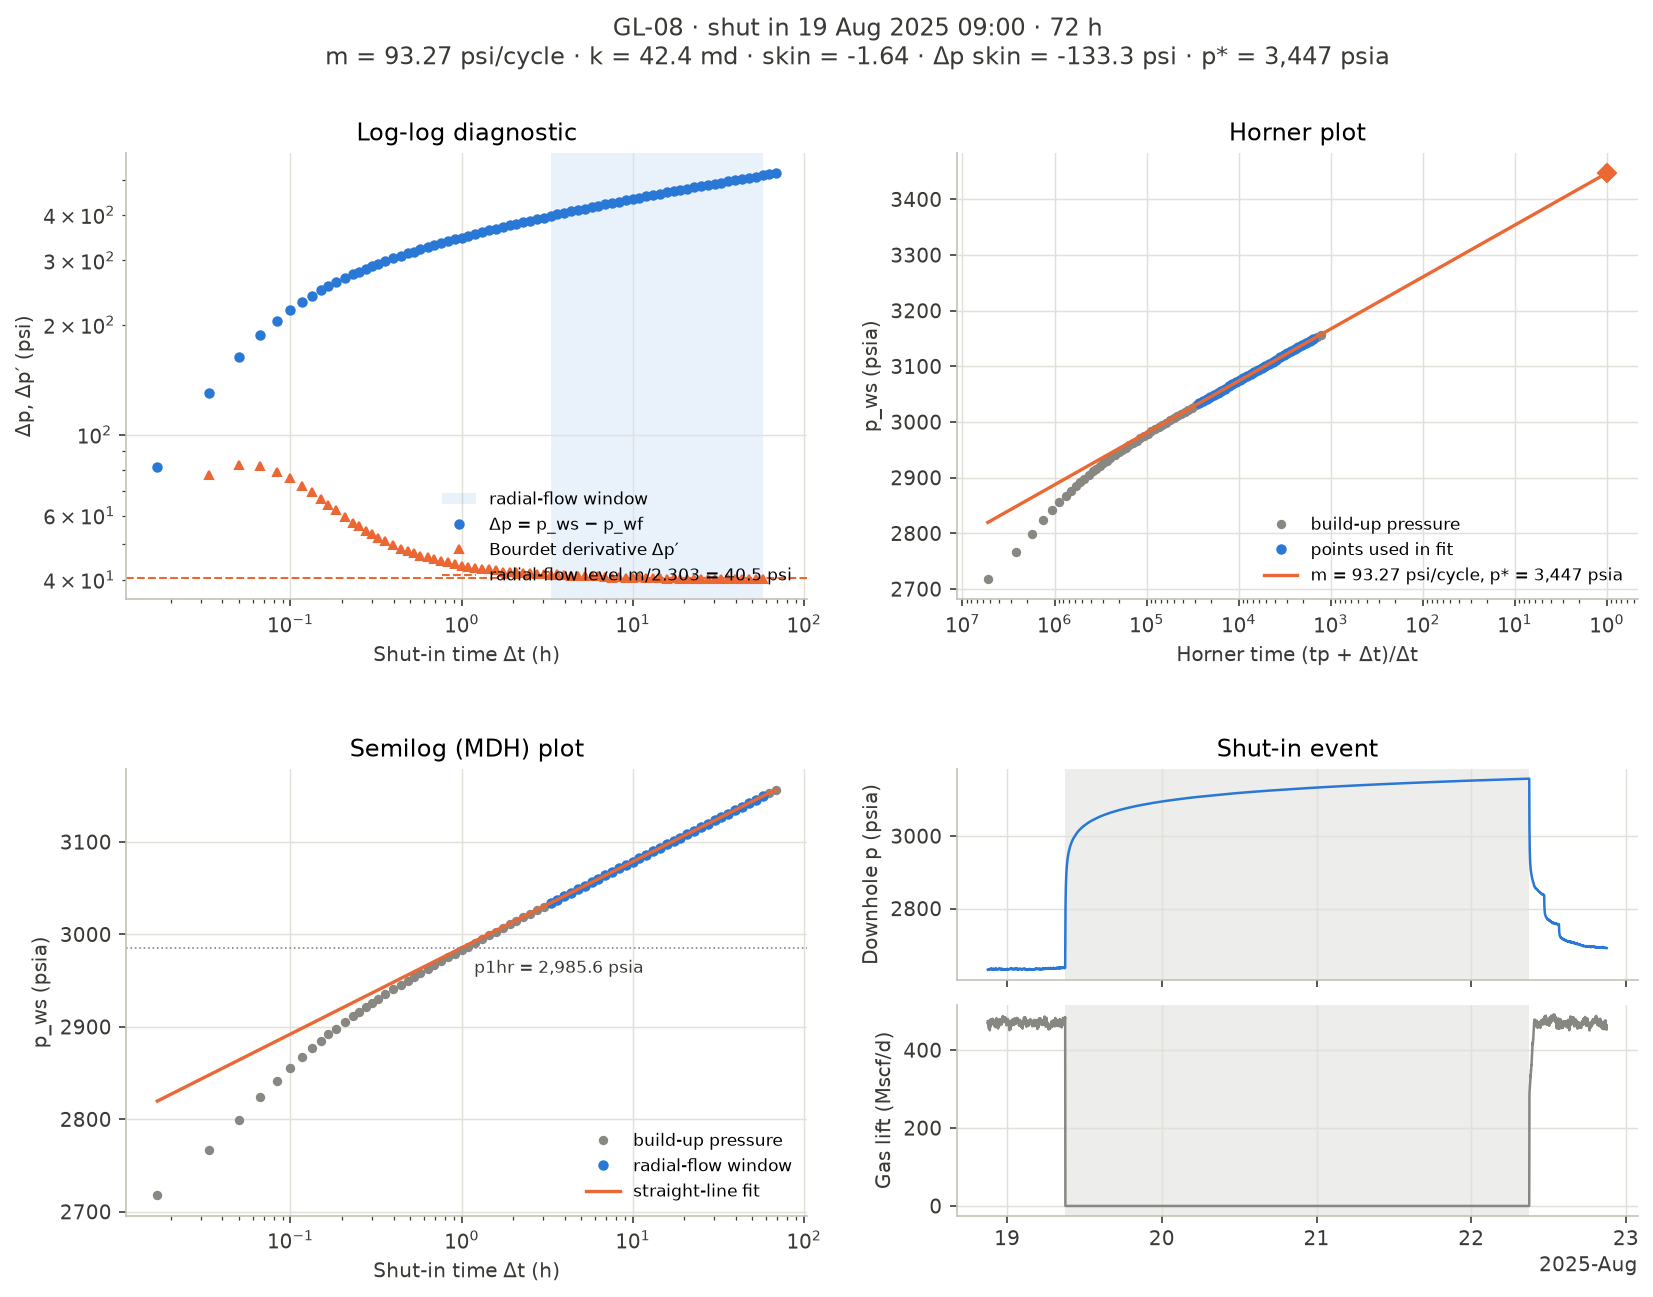 GL-08 · shut in 19 Aug 2025 09:00 · 72 h
m = 93.27 psi/cycle · k = 42.4 md · skin = -1.64 · Δp skin = -133.3 psi · p* = 3,447 psia
Log-log diagnostic
Δp, Δp′ (psi)
4 × 10²
3 × 10²
2 × 10²
10²
6 × 10¹
4 × 10¹
radial-flow window
Δp = p_ws − p_wf
Bourdet derivative Δp′
radial-flow level m/2.303 = 40.5 psi
10⁻¹
10⁰
10¹
10²
Shut-in time Δt (h)
Horner plot
p_ws (psia)
3400
3300
3200
3100
3000
2900
2800
2700
build-up pressure
points used in fit
m = 93.27 psi/cycle, p* = 3,447 psia
10⁷
10⁶
10⁵
10⁴
10³
10²
10¹
10⁰
Horner time (tp + Δt)/Δt
Semilog (MDH) plot
p_ws (psia)
3100
3000
2900
2800
2700
p1hr = 2,985.6 psia
build-up pressure
radial-flow window
straight-line fit
10⁻¹
10⁰
10¹
10²
Shut-in time Δt (h)
Shut-in event
Downhole p (psia)
3000
2800
Gas lift (Mscf/d)
400
200
0
19
20
21
22
23
2025-Aug